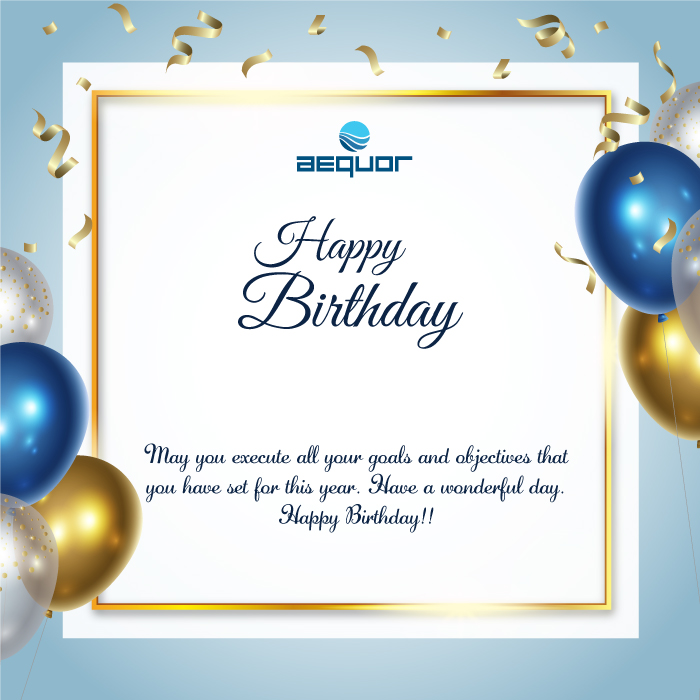 aequor
Happy
Birthday
May you execute all your goals and objectives that
you have set for this year. Have a wonderful day.
Happy Birthday!!